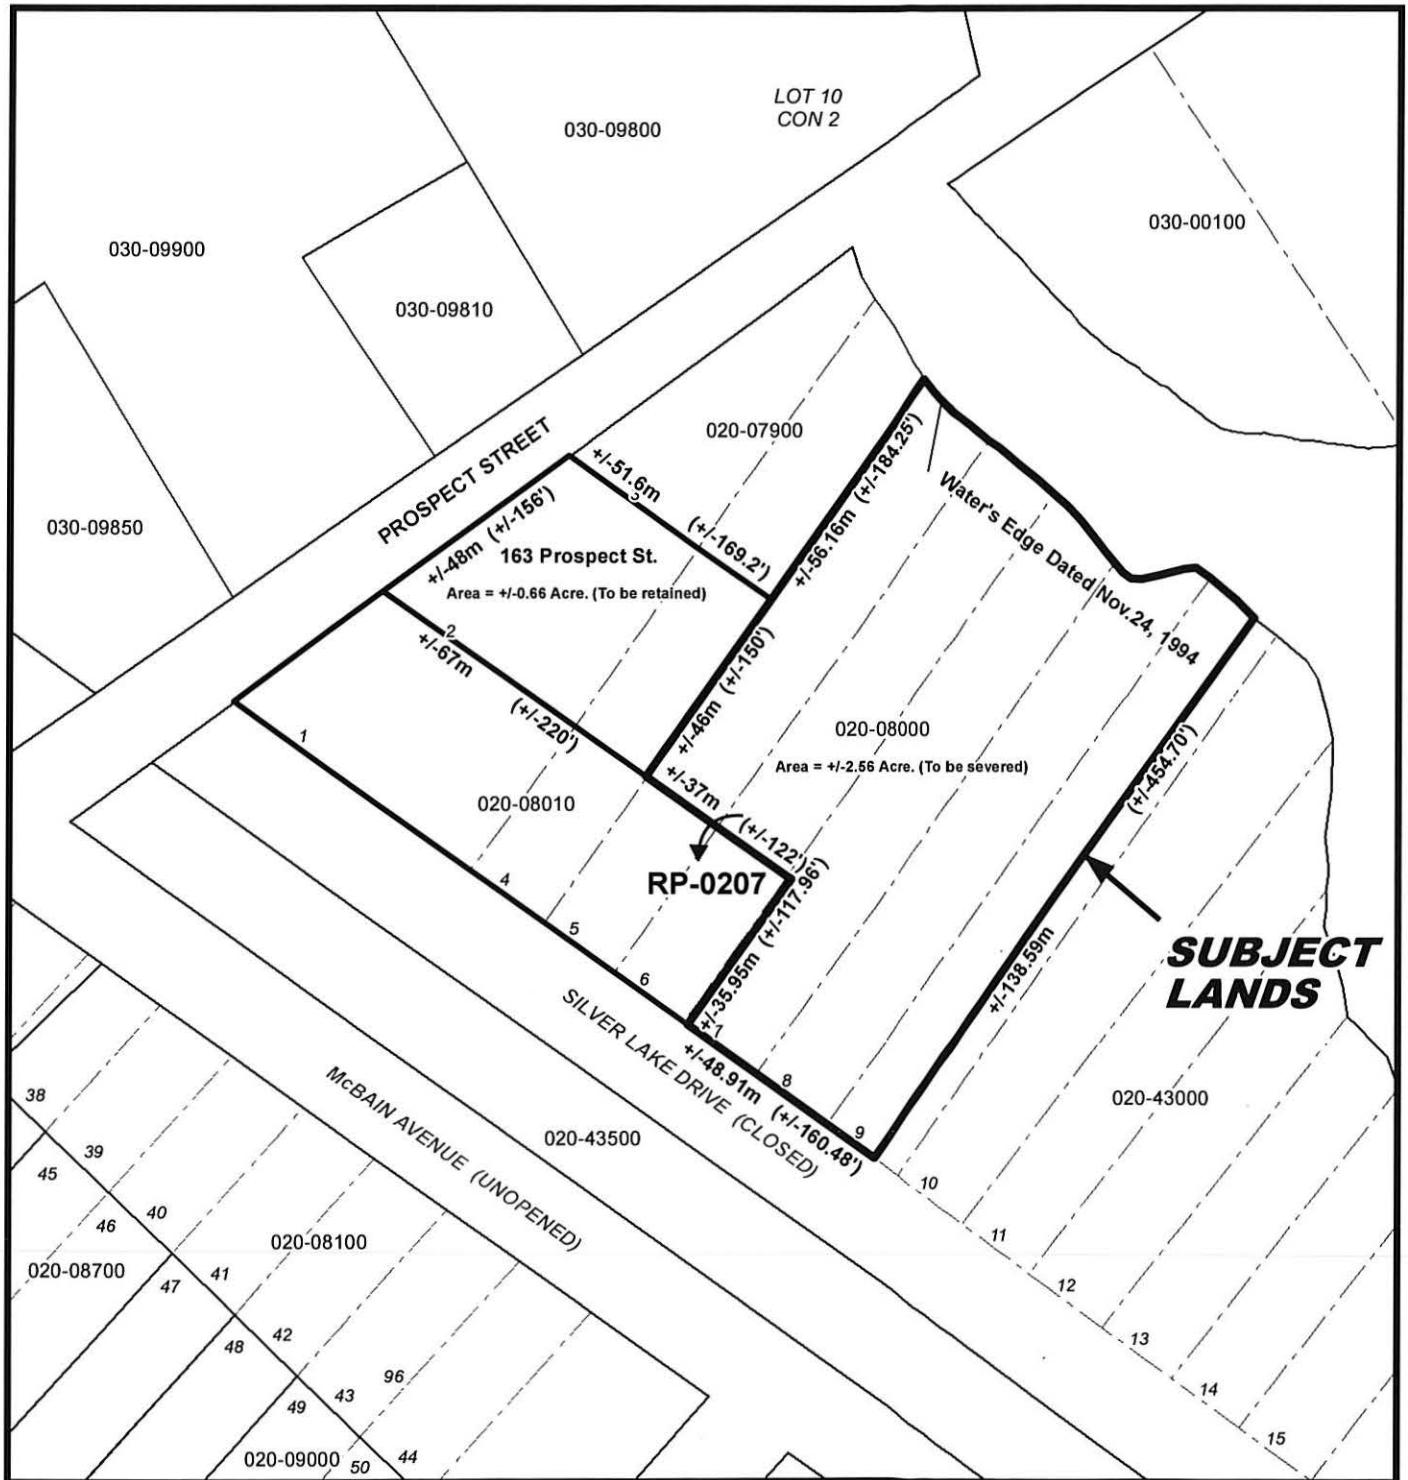 LOT 10
CON 2
030-09800
030-00100
030-09900
030-09810
020-07900
PROSPECT STREET
030-09850
+/-51.6m (+/-169.2')
3
+/-48m (+/-156')
163 Prospect St.
Area = +/-0.66 Acre. (To be retained)
+/-56.16m (+/-184.25')
Water's Edge Dated Nov.24, 1994
2
+/-67m (+/-220')
+/-46m (+/-150')
020-08000
Area = +/-2.56 Acre. (To be severed)
1
020-08010
+/-37m (+/-122')
RP-0207
+/-35.95m (+/-117.96')
+/-138.59m (+/-454.70')
SUBJECT
LANDS
4
5
6
SILVER LAKE DRIVE (CLOSED)
+/-48.91m (+/-160.48')
8
9
020-43000
McBAIN AVENUE (UNOPENED)
020-43500
38
39
45
46
40
10
020-08100
020-08700
47
41
11
12
48
42
13
96
43
49
14
020-09000
50
44
15